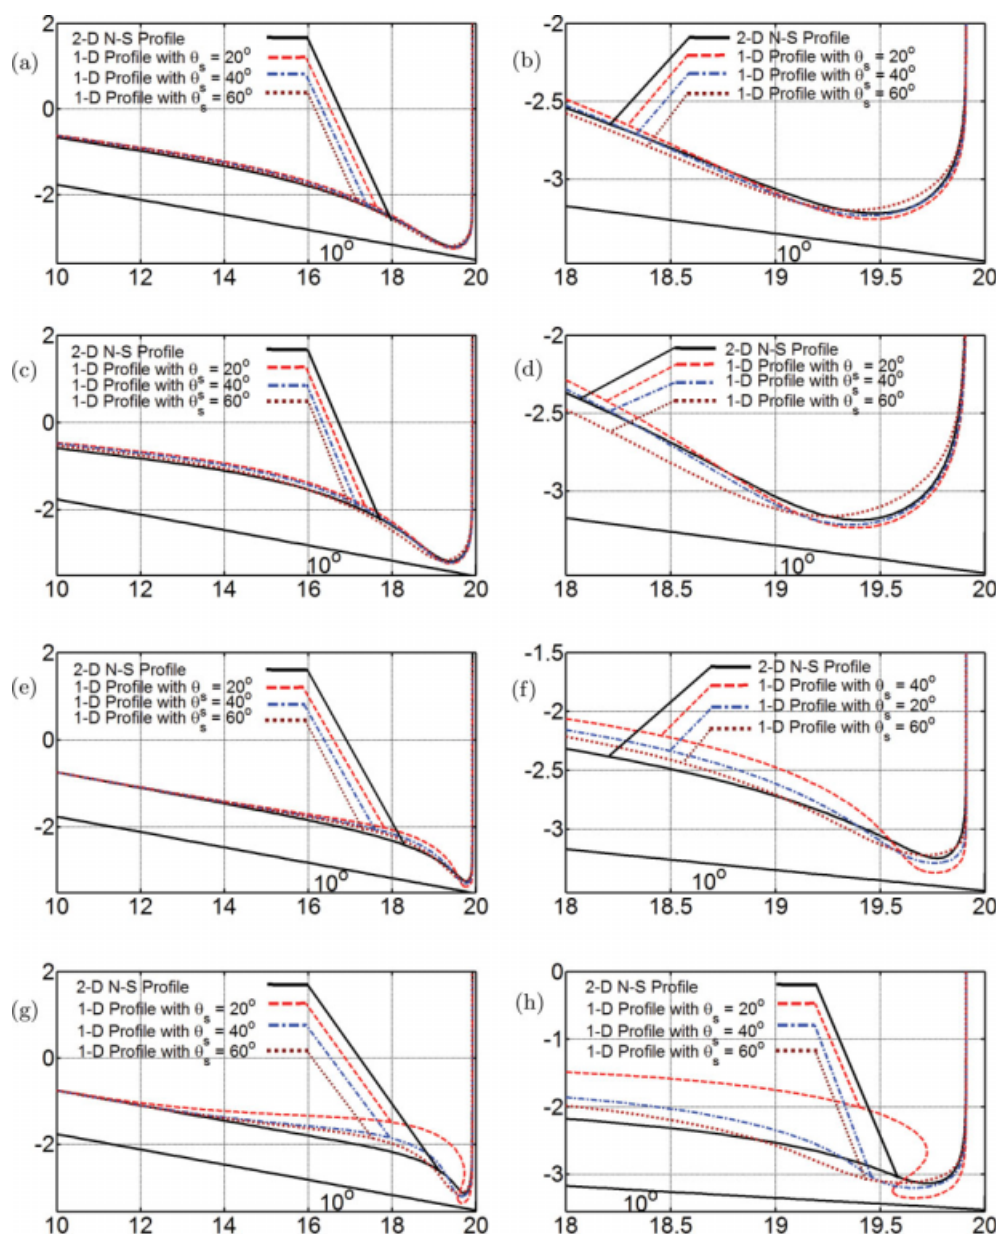 (a)
2
0
-2
2-D N-S Profile
1-D Profile with θs = 20°
1-D Profile with θs = 40°
1-D Profile with θs = 60°
10°
10 12 14 16 18 20
(b)
-2
-2.5
-3
2-D N-S Profile
1-D Profile with θs = 20°
1-D Profile with θs = 40°
1-D Profile with θs = 60°
10°
18 18.5 19 19.5 20
(c)
2
0
-2
2-D N-S Profile
1-D Profile with θs = 20°
1-D Profile with θs = 40°
1-D Profile with θs = 60°
10°
10 12 14 16 18 20
(d)
-2
-2.5
-3
2-D N-S Profile
1-D Profile with θs = 20°
1-D Profile with θs = 40°
1-D Profile with θs = 60°
10°
18 18.5 19 19.5 20
(e)
2
0
-2
2-D N-S Profile
1-D Profile with θs = 20°
1-D Profile with θs = 40°
1-D Profile with θs = 60°
10°
10 12 14 16 18 20
(f)
-1.5
-2
-2.5
-3
2-D N-S Profile
1-D Profile with θs = 40°
1-D Profile with θs = 20°
1-D Profile with θs = 60°
10°
18 18.5 19 19.5 20
(g)
2
0
-2
2-D N-S Profile
1-D Profile with θs = 20°
1-D Profile with θs = 40°
1-D Profile with θs = 60°
10°
10 12 14 16 18 20
(h)
0
-1
-2
-3
2-D N-S Profile
1-D Profile with θs = 20°
1-D Profile with θs = 40°
1-D Profile with θs = 60°
10°
18 18.5 19 19.5 20